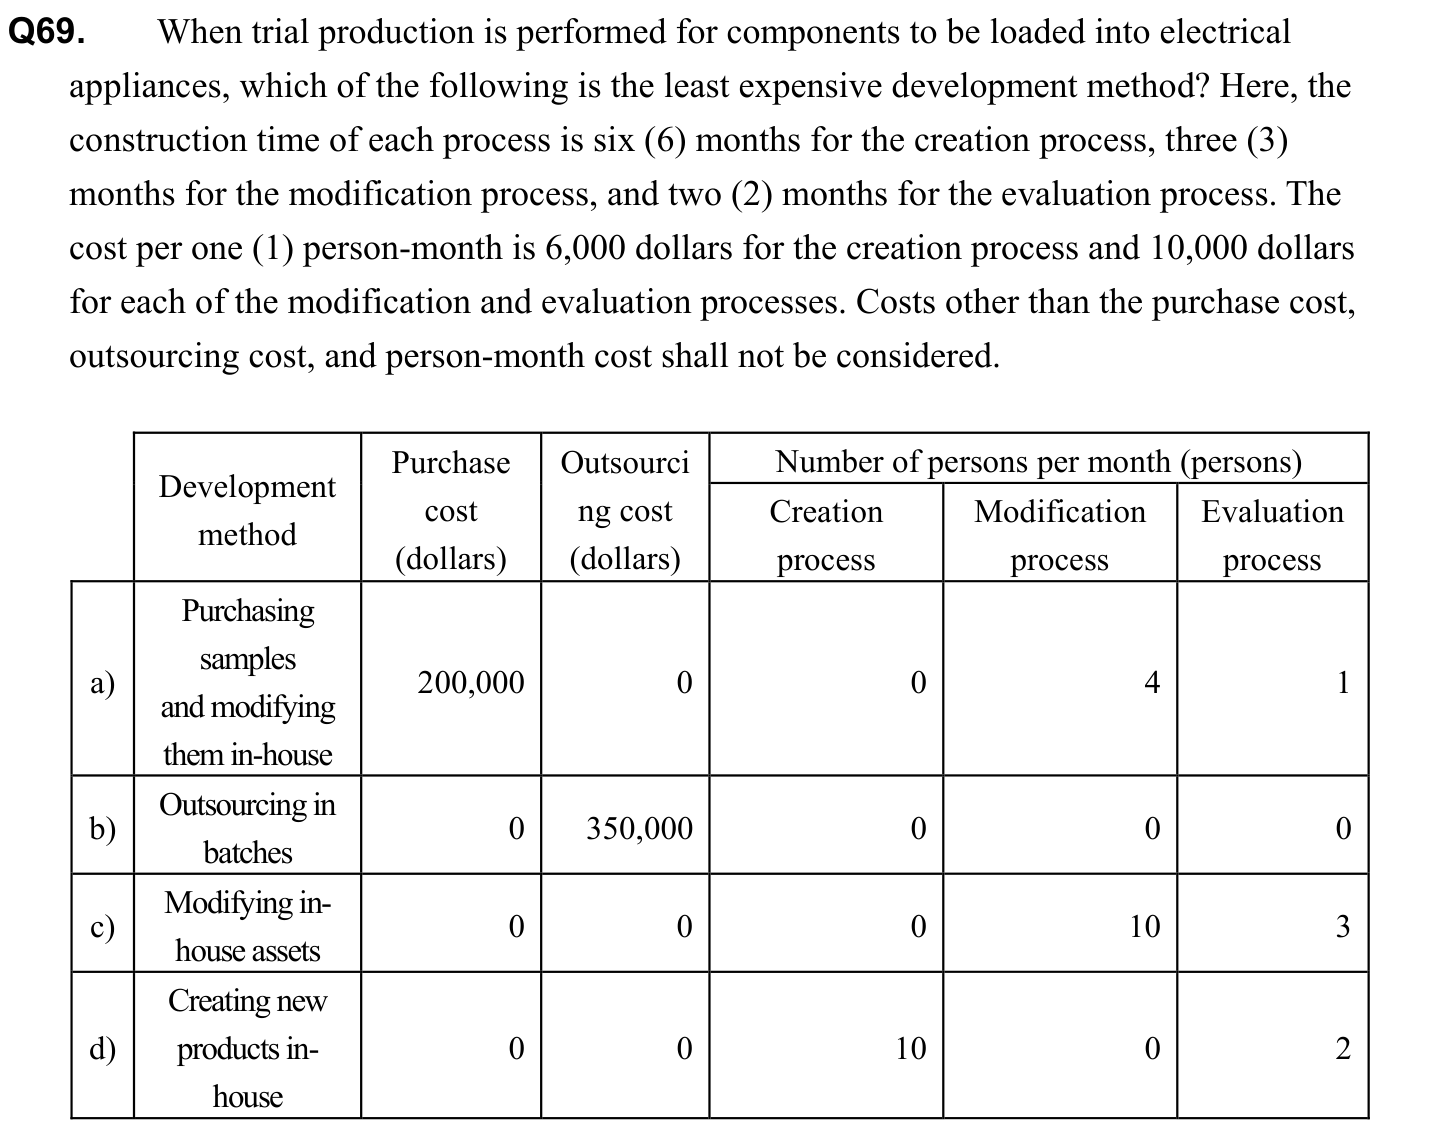 Q69. When trial production is performed for components to be loaded into electrical
appliances, which of the following is the least expensive development method? Here, the
construction time of each process is six (6) months for the creation process, three (3)
months for the modification process, and two (2) months for the evaluation process. The
cost per one (1) person-month is 6,000 dollars for the creation process and 10,000 dollars
for each of the modification and evaluation processes. Costs other than the purchase cost,
outsourcing cost, and person-month cost shall not be considered.
Development
method
Purchase
cost
(dollars)
Outsourci
ng cost
(dollars)
Number of persons per month (persons)
Creation
process
Modification
process
Evaluation
process
a)
Purchasing
samples
and modifying
them in-house
200,000
0
0
4
1
b)
Outsourcing in
batches
0
350,000
0
0
0
c)
Modifying in-
house assets
0
0
0
10
3
d)
Creating new
products in-
house
0
0
10
0
2